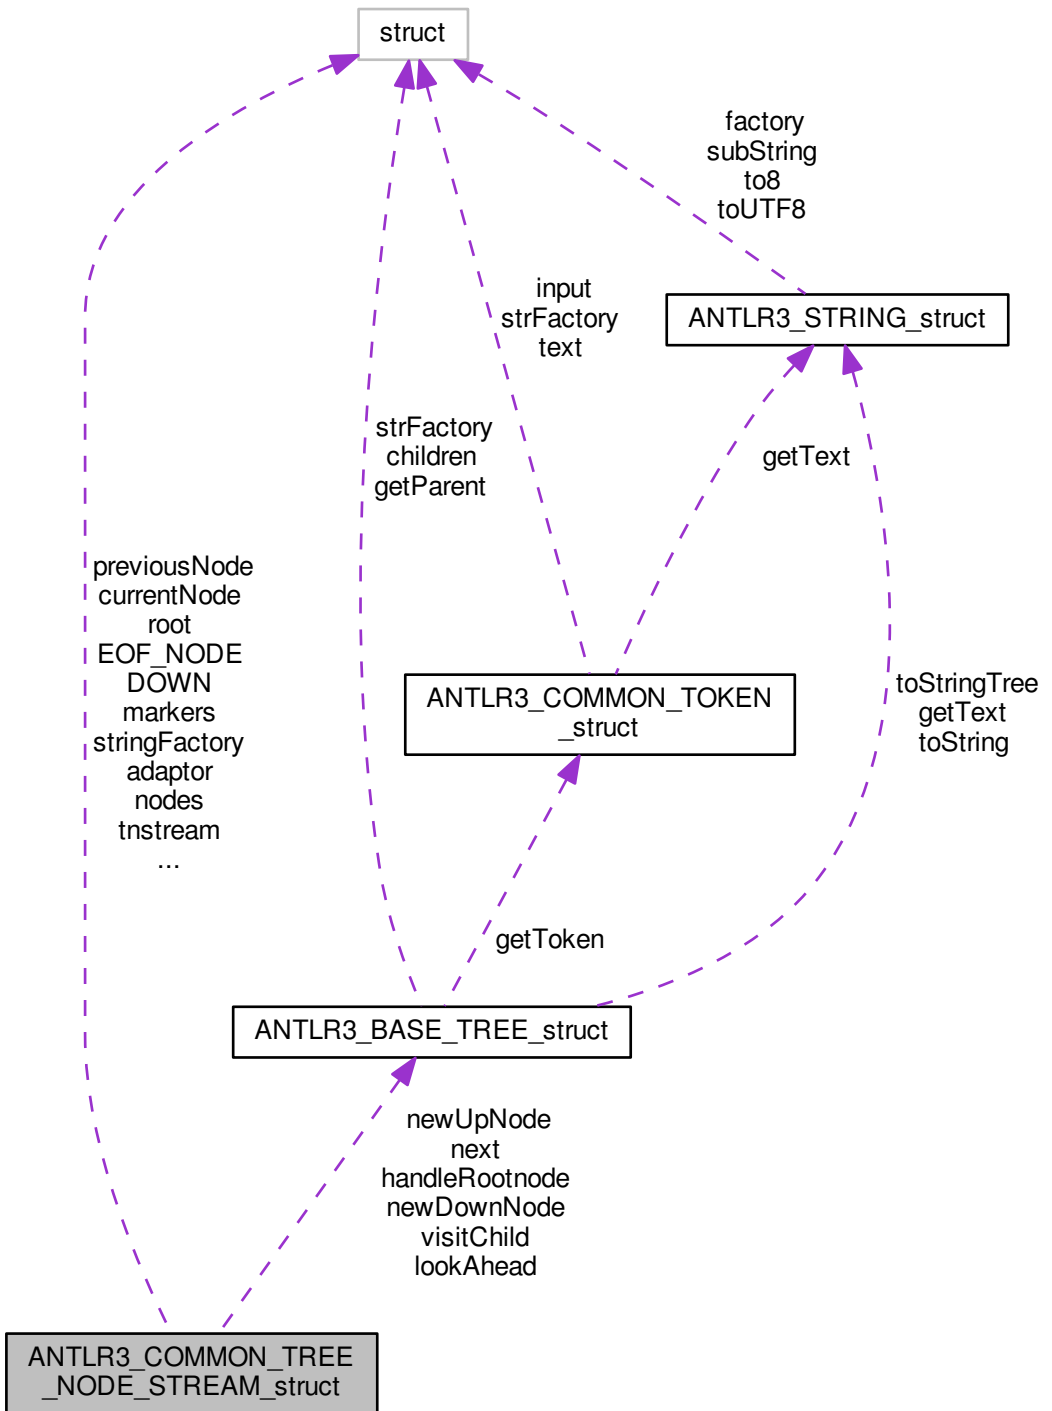 struct
factory
subString
to8
toUTF8
input
strFactory
text
ANTLR3_STRING_struct
strFactory
children
getParent
getText
previousNode
currentNode
root
EOF_NODE
DOWN
markers
stringFactory
adaptor
nodes
tnstream
...
ANTLR3_COMMON_TOKEN
_struct
toStringTree
getText
toString
getToken
ANTLR3_BASE_TREE_struct
newUpNode
next
handleRootnode
newDownNode
visitChild
lookAhead
ANTLR3_COMMON_TREE
_NODE_STREAM_struct